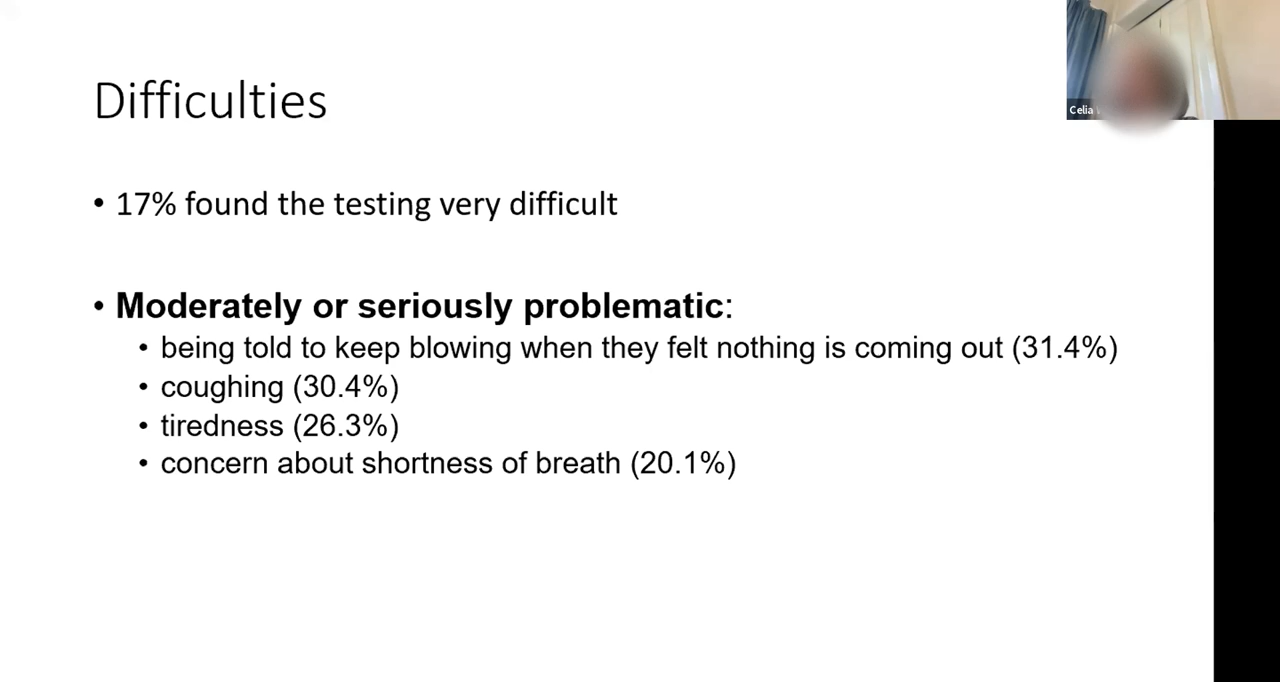 Celia
Difficulties
• 17% found the testing very difficult
• Moderately or seriously problematic:
• being told to keep blowing when they felt nothing is coming out (31.4%)
• coughing (30.4%)
• tiredness (26.3%)
• concern about shortness of breath (20.1%)